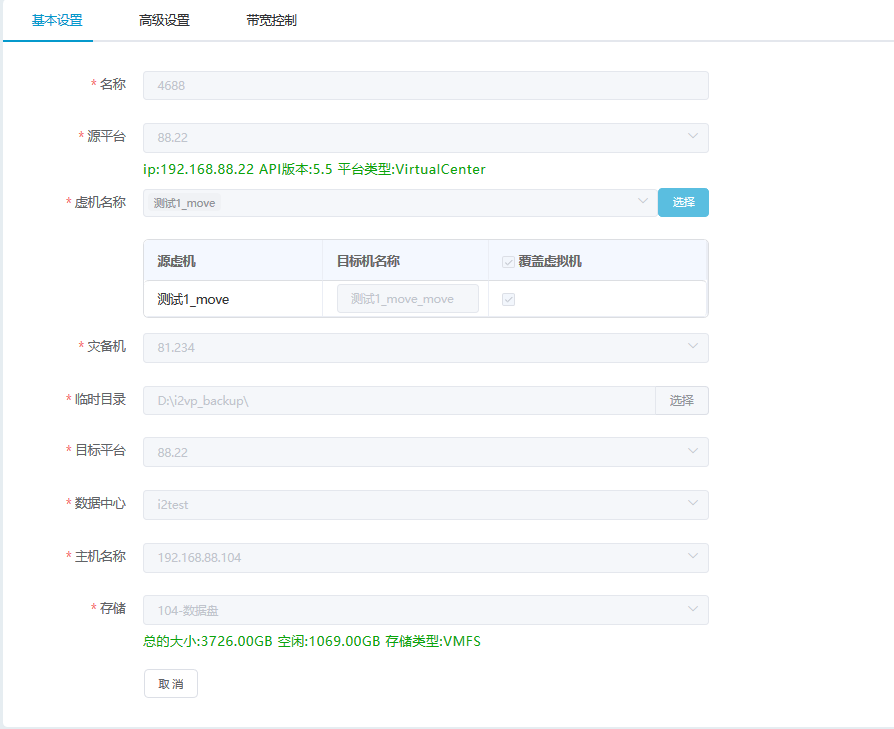 基本设置 高级设置 带宽控制
* 名称 4688
* 源平台 88.22
ip:192.168.88.22 API版本:5.5 平台类型:VirtualCenter
* 虚机名称 测试1_move 选择
源虚机 目标机名称 覆盖虚拟机
测试1_move 测试1_move_move
* 灾备机 81.234
* 临时目录 D:\i2vp_backup\ 选择
* 目标平台 88.22
* 数据中心 i2test
* 主机名称 192.168.88.104
* 存储 104-数据盘
总的大小:3726.00GB 空闲:1069.00GB 存储类型:VMFS
取 消